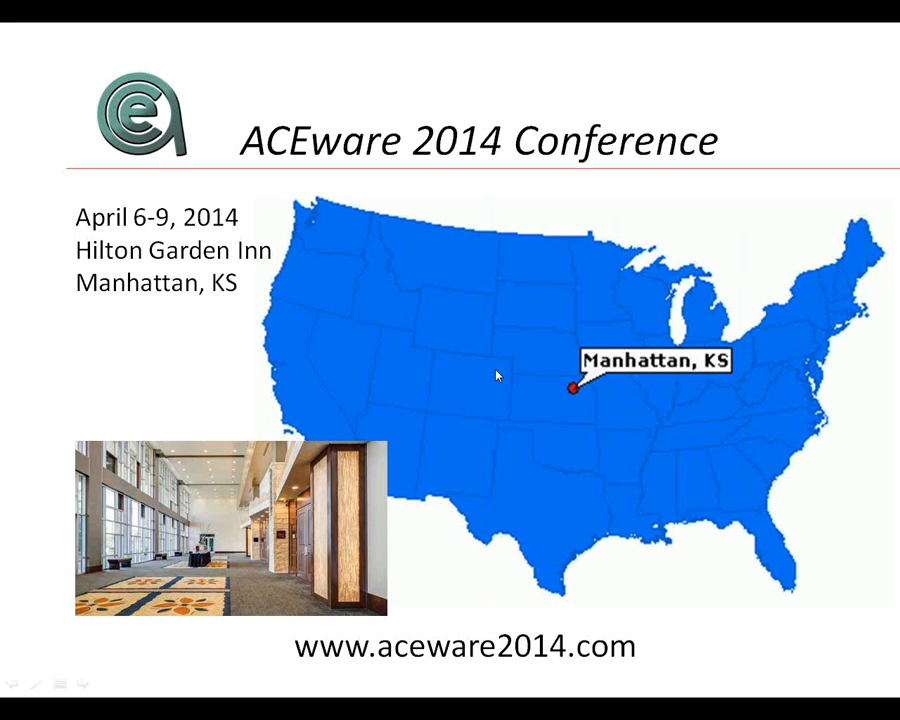 ACEware 2014 Conference
April 6-9, 2014
Hilton Garden Inn
Manhattan, KS
Manhattan, KS
www.aceware2014.com